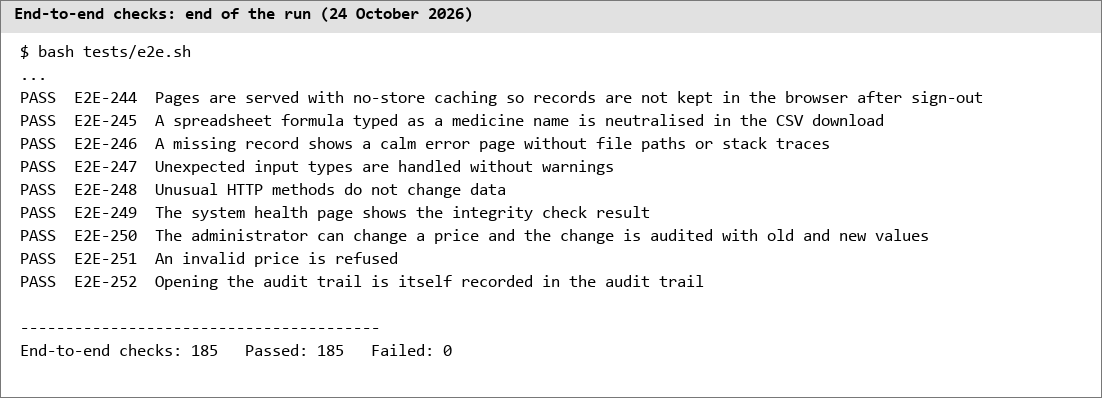 End-to-end checks: end of the run (24 October 2026)
$ bash tests/e2e.sh
...
PASS  E2E-244  Pages are served with no-store caching so records are not kept in the browser after sign-out
PASS  E2E-245  A spreadsheet formula typed as a medicine name is neutralised in the CSV download
PASS  E2E-246  A missing record shows a calm error page without file paths or stack traces
PASS  E2E-247  Unexpected input types are handled without warnings
PASS  E2E-248  Unusual HTTP methods do not change data
PASS  E2E-249  The system health page shows the integrity check result
PASS  E2E-250  The administrator can change a price and the change is audited with old and new values
PASS  E2E-251  An invalid price is refused
PASS  E2E-252  Opening the audit trail is itself recorded in the audit trail
----------------------------------------
End-to-end checks: 185   Passed: 185   Failed: 0